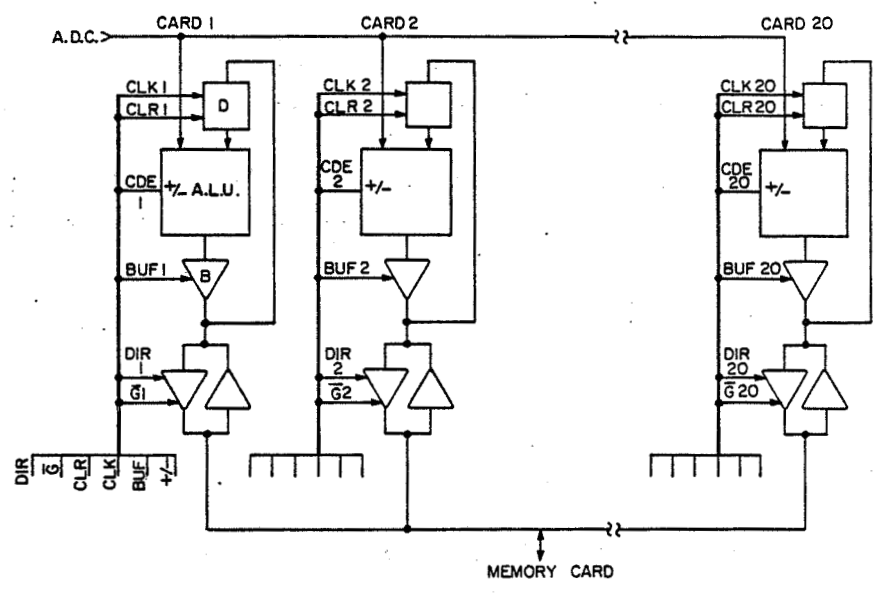 CARD 1
CARD 2
CARD 20
A.D.C.
CLK 1
CLR 1
D
CLK 2
CLR 2
CLK 20
CLR 20
CDE
1
+/- A.L.U.
CDE
2
+/-
CDE
20
+/-
BUF 1
B
BUF 2
BUF 20
DIR
1
G̅1
DIR
2
G̅2
DIR
20
G̅ 20
DIR
G̅
CLR
CLK
BUF
+/-
MEMORY CARD